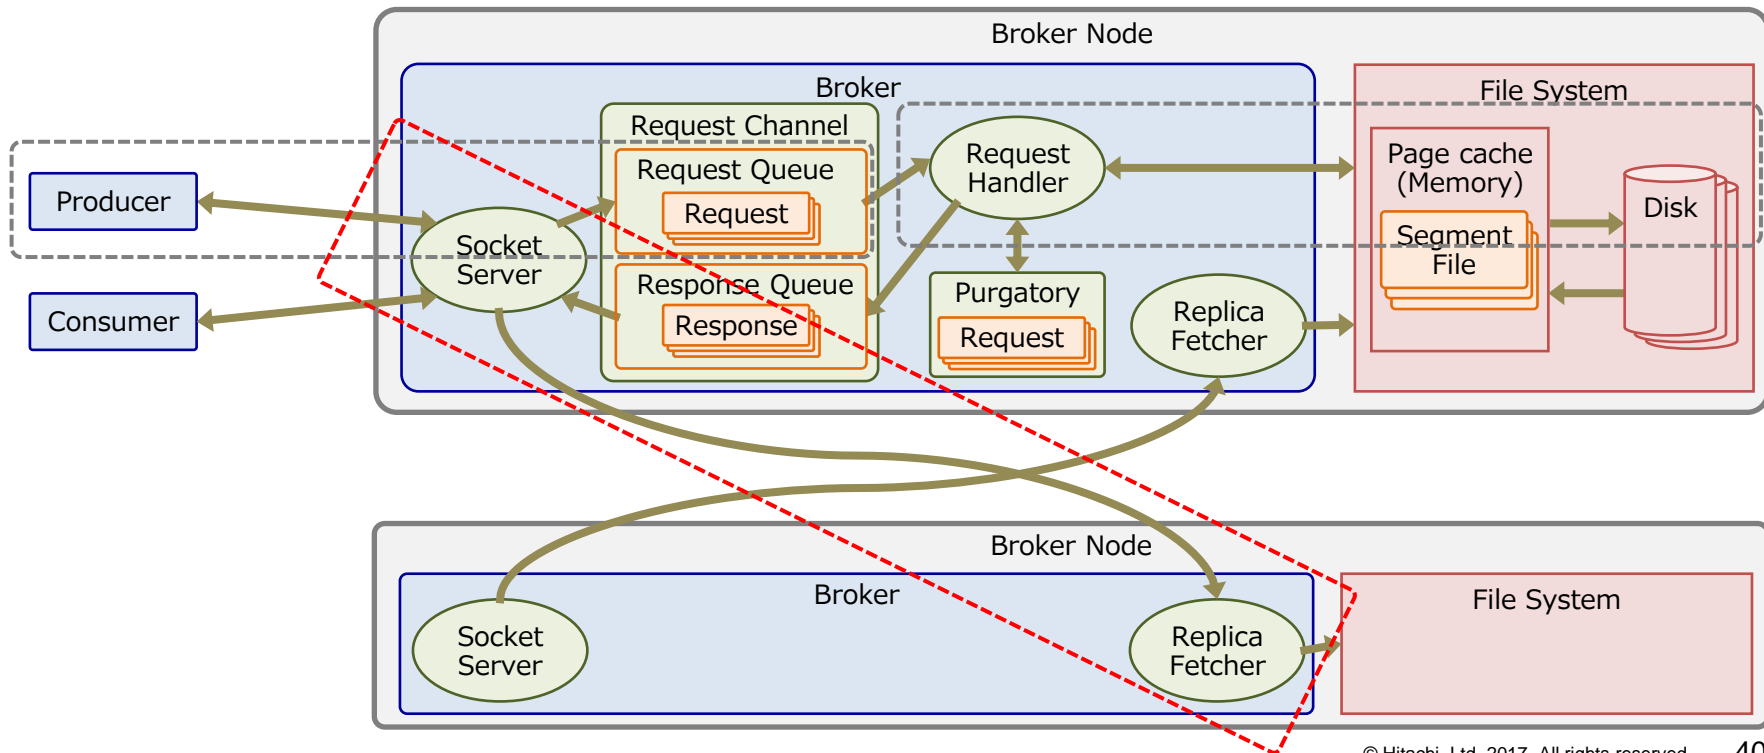 Broker Node
Broker
File System
Request Channel
Request Queue
Request
Request
Handler
Page cache
(Memory)
Disk
Producer
Segment
File
Socket
Server
Response Queue
Response
Purgatory
Request
Replica
Fetcher
Consumer
Broker Node
Broker
File System
Socket
Server
Replica
Fetcher